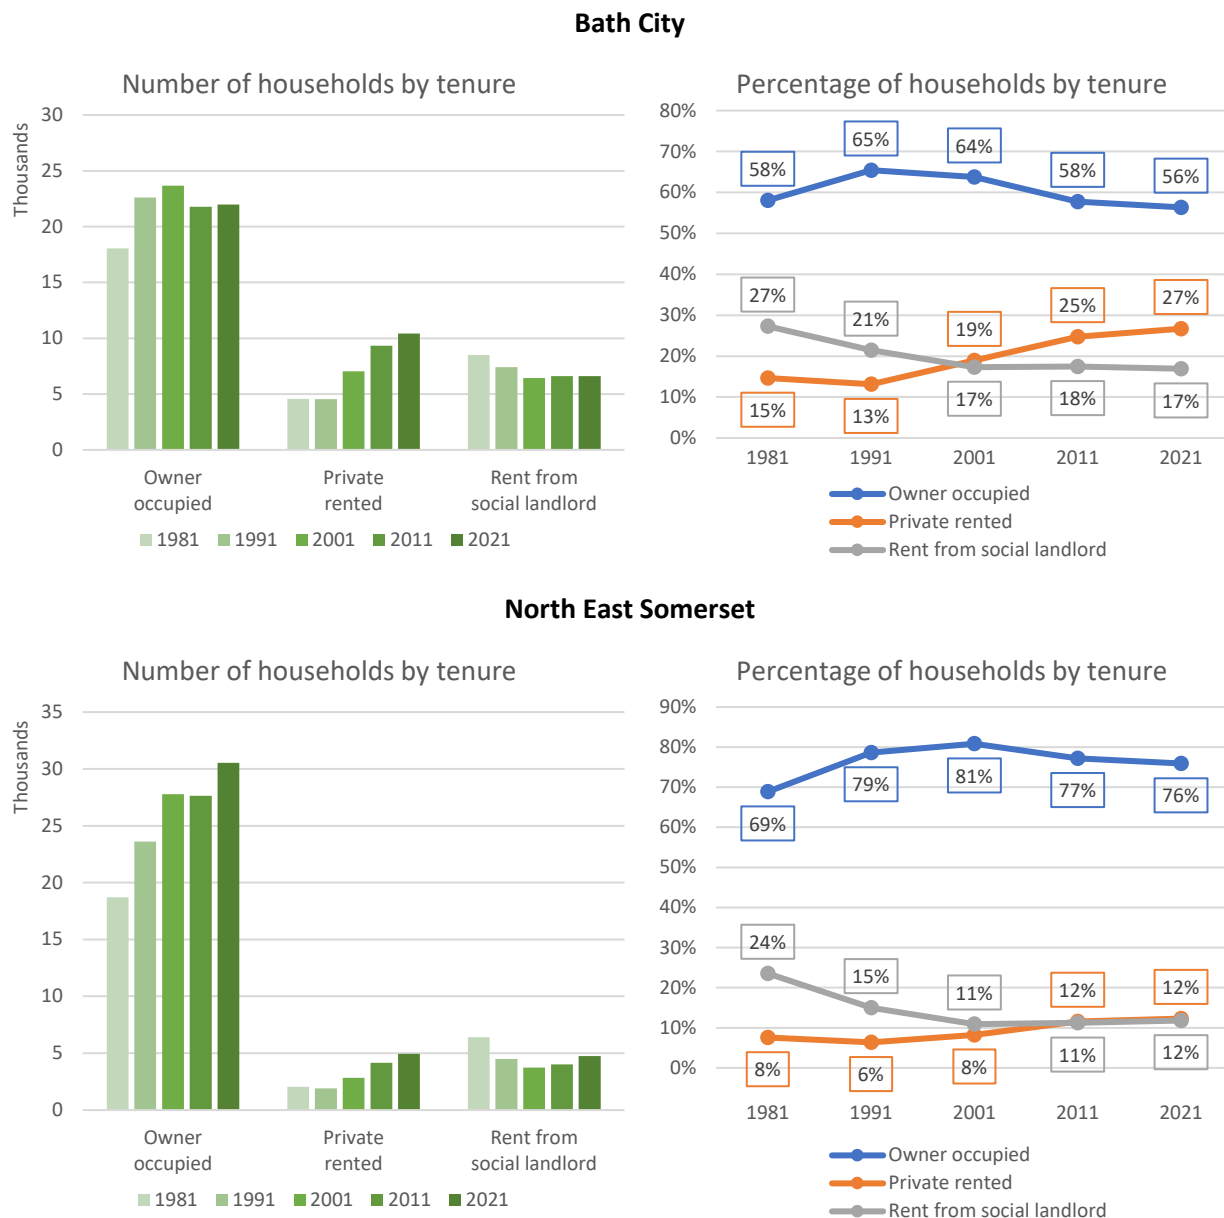 Bath City
Number of households by tenure
Thousands
30
25
20
15
10
5
0
Owner
occupied
Private
rented
Rent from
social landlord
1981 1991 2001 2011 2021
Percentage of households by tenure
80%
70%
60%
50%
40%
30%
20%
10%
0%
58% 65% 64% 58% 56%
27% 21% 19% 25% 27%
15% 13% 17% 18% 17%
1981 1991 2001 2011 2021
Owner occupied
Private rented
Rent from social landlord
North East Somerset
Number of households by tenure
Thousands
35
30
25
20
15
10
5
0
Owner
occupied
Private
rented
Rent from
social landlord
1981 1991 2001 2011 2021
Percentage of households by tenure
90%
80%
70%
60%
50%
40%
30%
20%
10%
0%
69% 79% 81% 77% 76%
24% 15% 11% 12% 12%
8% 6% 8% 11% 12%
1981 1991 2001 2011 2021
Owner occupied
Private rented
Rent from social landlord